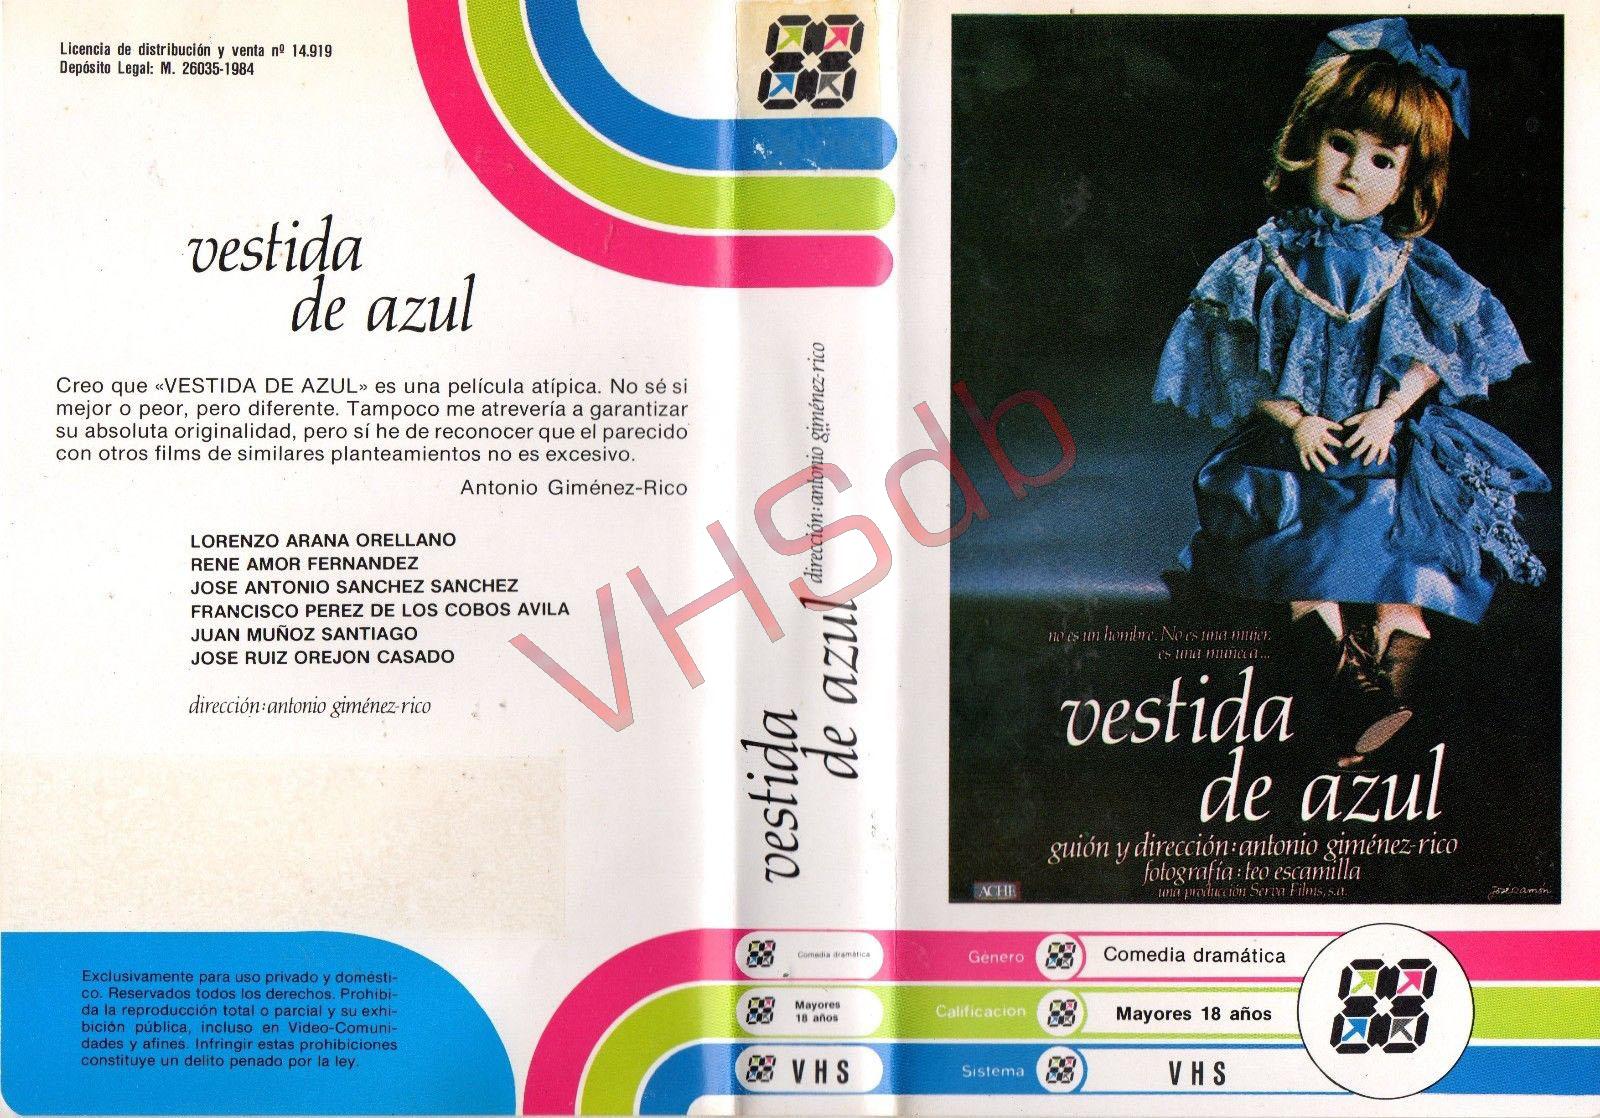 Licencia de distribución y venta nº 14.919
Depósito Legal: M. 26035-1984
vestida
de azul
Creo que «VESTIDA DE AZUL» es una película atípica. No sé si
mejor o peor, pero diferente. Tampoco me atrevería a garantizar
su absoluta originalidad, pero sí he de reconocer que el parecido
con otros films de similares planteamientos no es excesivo.
Antonio Giménez-Rico
LORENZO ARANA ORELLANO
RENE AMOR FERNANDEZ
JOSE ANTONIO SANCHEZ SANCHEZ
FRANCISCO PEREZ DE LOS COBOS AVILA
JUAN MUÑOZ SANTIAGO
JOSE RUIZ OREJON CASADO
dirección: antonio giménez-rico
Exclusivamente para uso privado y domésti-
co. Reservados todos los derechos. Prohibi-
da la reproducción total o parcial y su exhi-
bición pública, incluso en Video-Comuni-
dades y afines. Infringir estas prohibiciones
constituye un delito penado por la ley.
vestida
de azul dirección: antonio giménez-rico
Comedia dramática
Mayores
18 años
VHS
VHSdb
no es un hombre. No es una mujer.
es una muñeca...
vestida
de azul
guión y dirección: antonio giménez-rico
fotografía: teo escamilla
una producción Serva Films, s.a.
ACHE
José Ramón
Género Comedia dramática
Calificacion Mayores 18 años
Sistema VHS